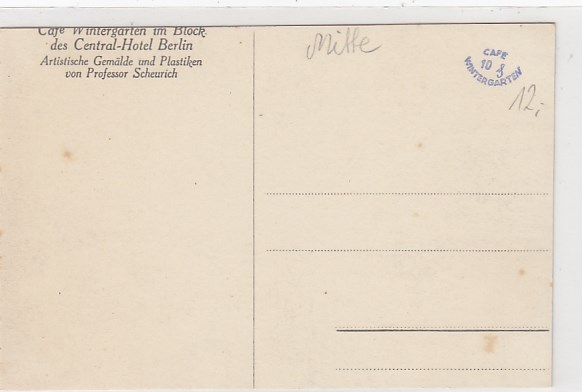 Café Wintergarten im Block
des Central-Hotel Berlin
Artistische Gemälde und Plastiken
von Professor Scheurich
Mitte
CAFE
10 ₰
WINTERGARTEN
12,-